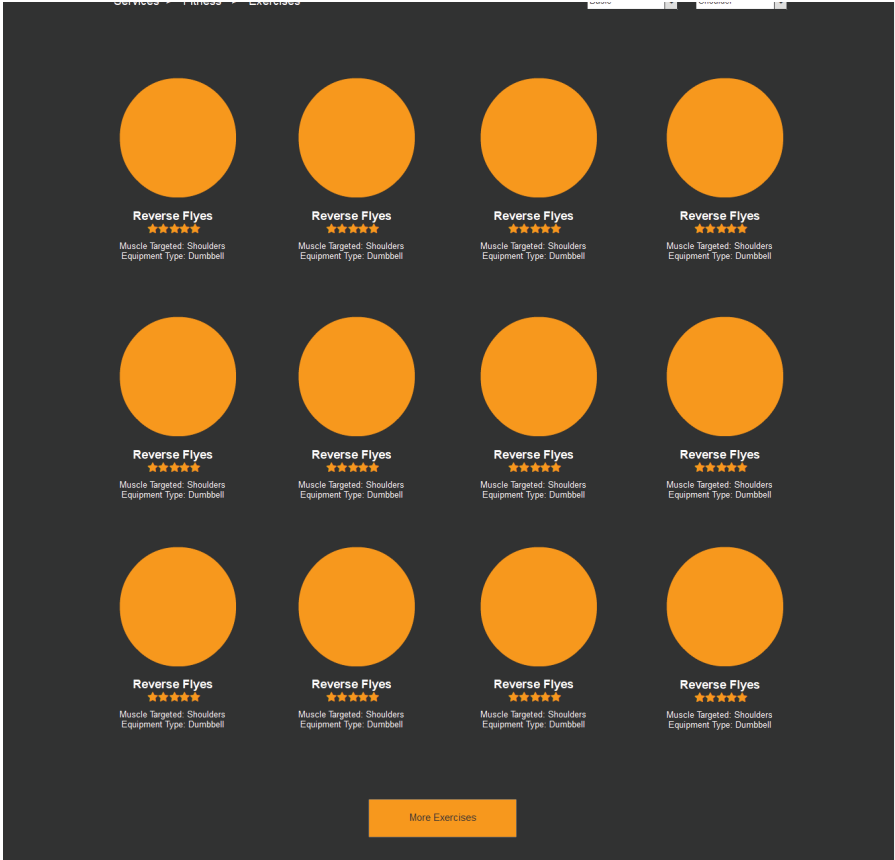 Services > Fitness > Exercises
Basic Shoulder
Reverse Flyes Reverse Flyes Reverse Flyes Reverse Flyes
Muscle Targeted: Shoulders Muscle Targeted: Shoulders Muscle Targeted: Shoulders Muscle Targeted: Shoulders
Equipment Type: Dumbbell Equipment Type: Dumbbell Equipment Type: Dumbbell Equipment Type: Dumbbell
Reverse Flyes Reverse Flyes Reverse Flyes Reverse Flyes
Muscle Targeted: Shoulders Muscle Targeted: Shoulders Muscle Targeted: Shoulders Muscle Targeted: Shoulders
Equipment Type: Dumbbell Equipment Type: Dumbbell Equipment Type: Dumbbell Equipment Type: Dumbbell
Reverse Flyes Reverse Flyes Reverse Flyes Reverse Flyes
Muscle Targeted: Shoulders Muscle Targeted: Shoulders Muscle Targeted: Shoulders Muscle Targeted: Shoulders
Equipment Type: Dumbbell Equipment Type: Dumbbell Equipment Type: Dumbbell Equipment Type: Dumbbell
More Exercises